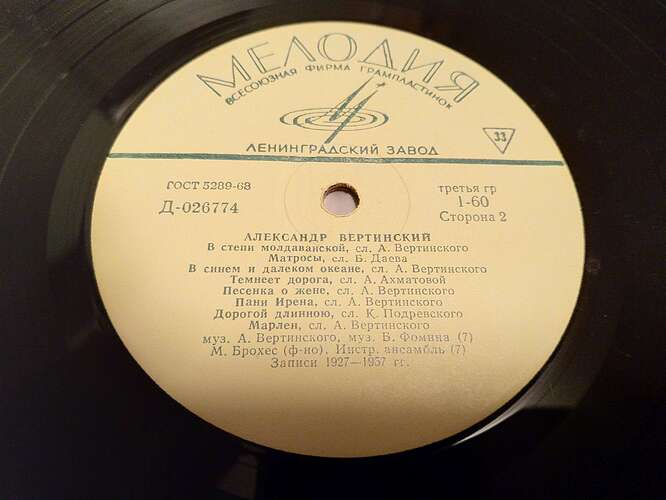 МЕЛОДИЯ
ВСЕСОЮЗНАЯ ФИРМА ГРАМПЛАСТИНОК
ЛЕНИНГРАДСКИЙ ЗАВОД
33
ГОСТ 5289-68
Д-026774
третья гр
1-60
Сторона 2
АЛЕКСАНДР ВЕРТИНСКИЙ
В степи молдаванской, сл. А. Вертинского
Матросы, сл. Б. Даева
В синем и далеком океане, сл. А. Вертинского
Темнеет дорога, сл. А. Ахматовой
Песенка о жене, сл. А. Вертинского
Пани Ирена, сл. А. Вертинского
Дорогой длинною, сл. К. Подревского
Марлен, сл. А. Вертинского
муз. А. Вертинского, муз. Б. Фомина (7)
М. Брохес (ф-но). Инстр. ансамбль (7)
Записи 1927—1957 гг.